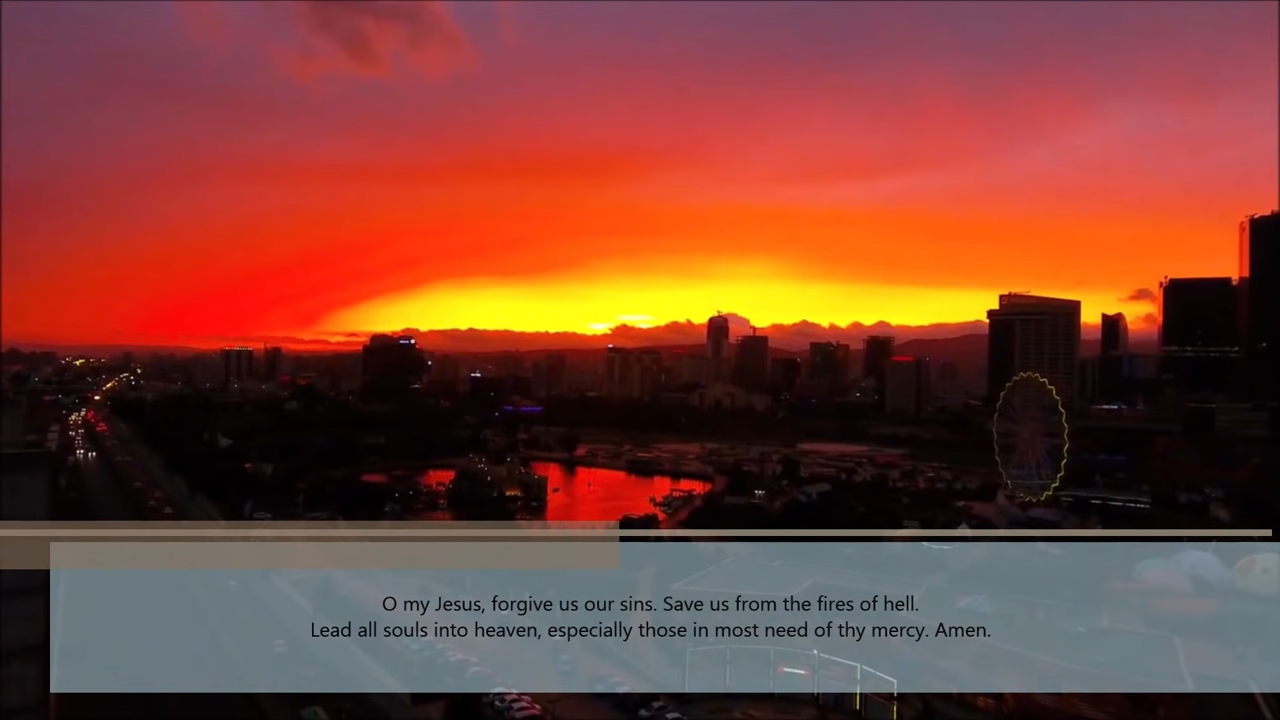 O my Jesus, forgive us our sins. Save us from the fires of hell.
Lead all souls into heaven, especially those in most need of thy mercy. Amen.